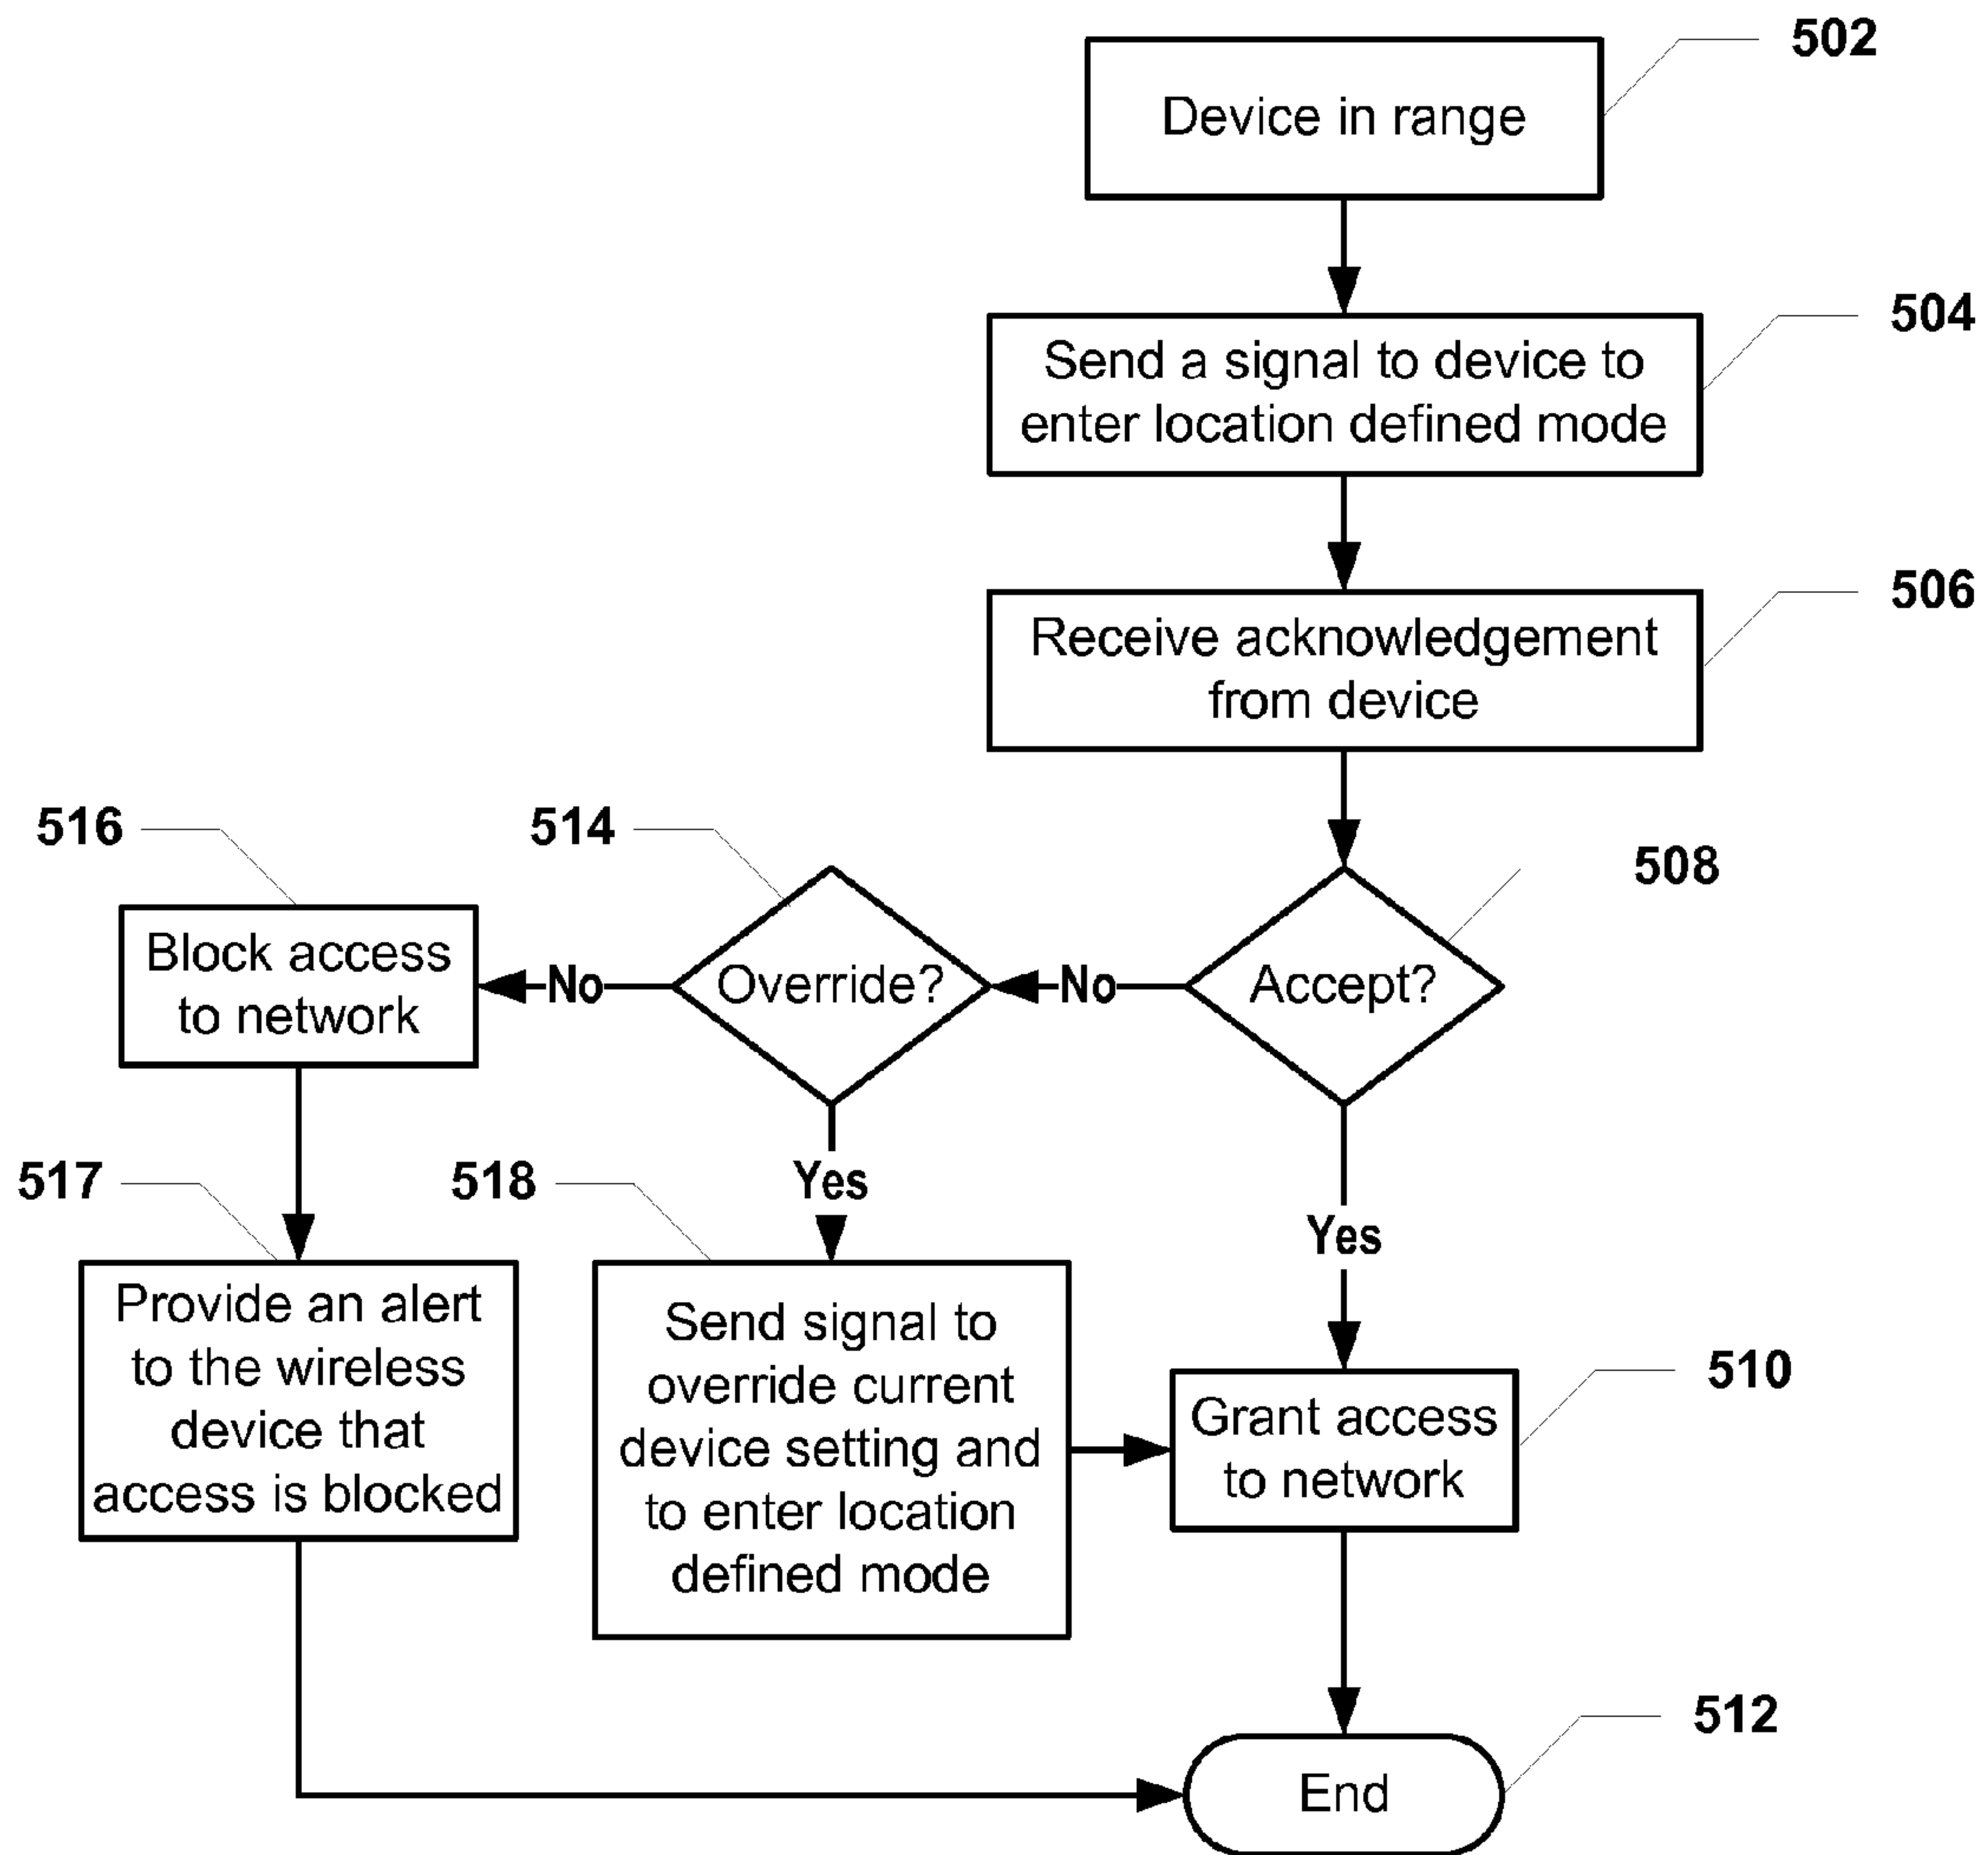 502
Device in range
504
Send a signal to device to
enter location defined mode
506
Receive acknowledgement
from device
516
514
508
Block access
to network
No
Override?
No
Accept?
517
518
Yes
Yes
Provide an alert
to the wireless
device that
access is blocked
Send signal to
override current
device setting and
to enter location
defined mode
510
Grant access
to network
512
End